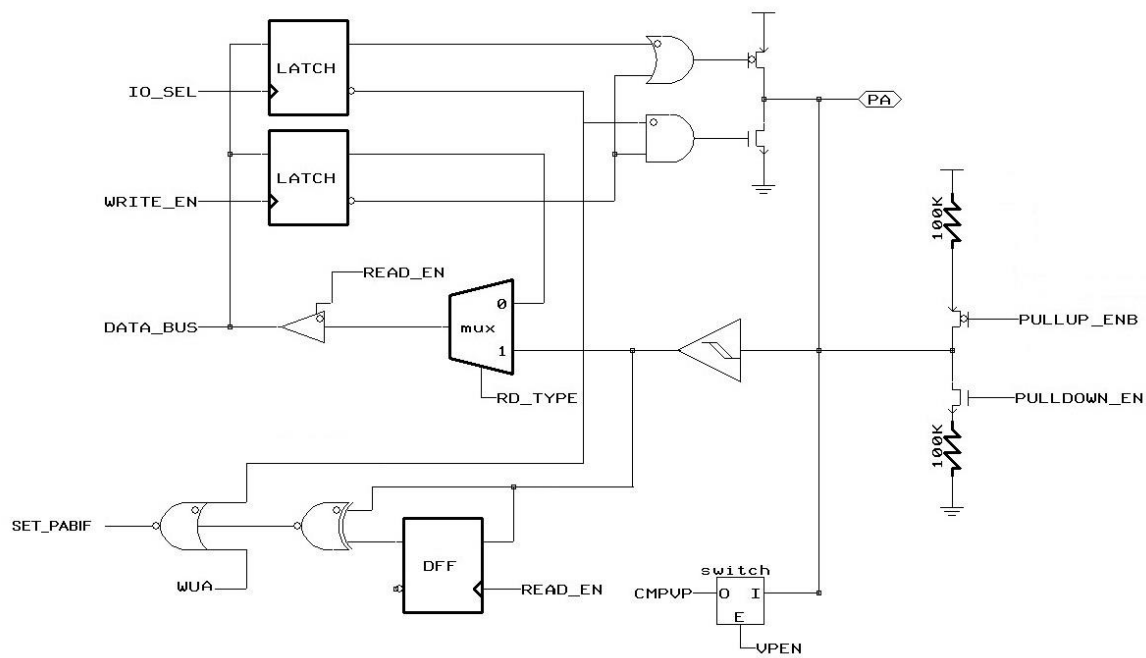 LATCH
IO_SEL
PA
LATCH
WRITE_EN
100K
READ_EN
DATA_BUS
mux
0
1
PULLUP_ENB
RD_TYPE
PULLDOWN_EN
100K
SET_PABIF
DFF
WUA
READ_EN
switch
CMPVP
O I
E
VPEN